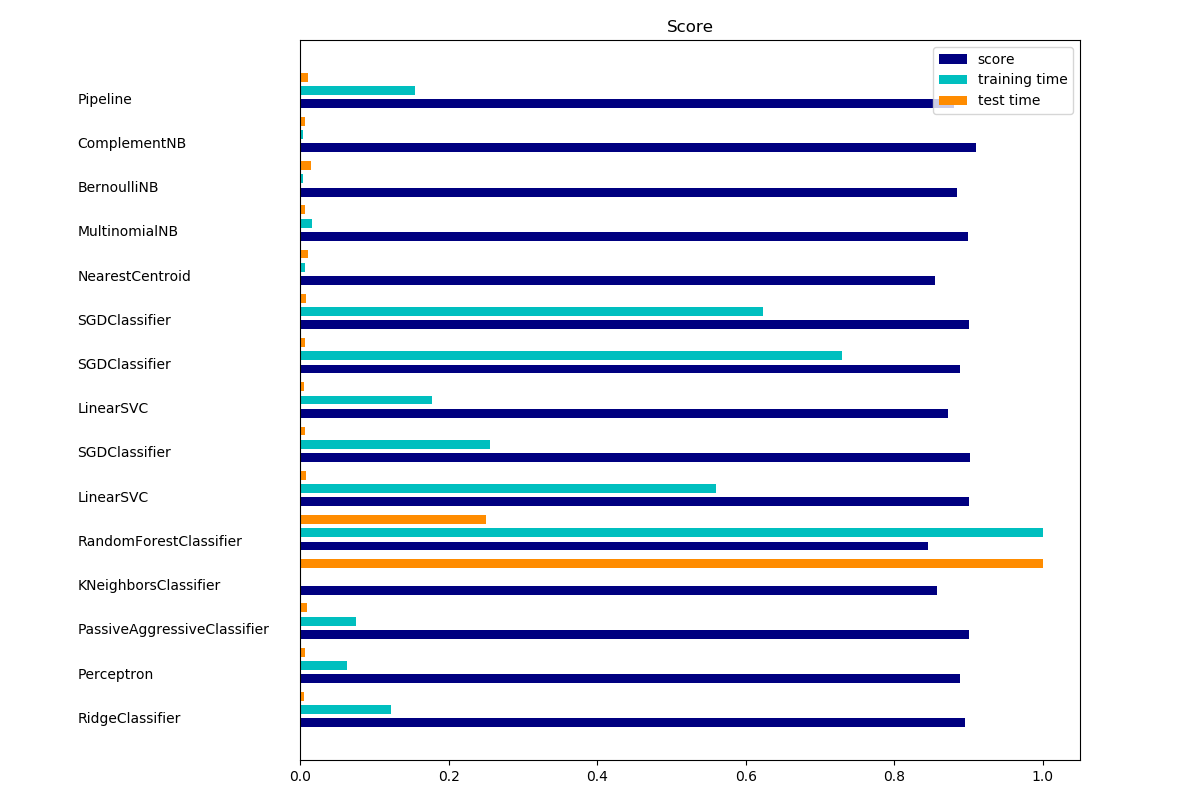 Score
score
training time
test time
Pipeline
ComplementNB
BernoulliNB
MultinomialNB
NearestCentroid
SGDClassifier
SGDClassifier
LinearSVC
SGDClassifier
LinearSVC
RandomForestClassifier
KNeighborsClassifier
PassiveAggressiveClassifier
Perceptron
RidgeClassifier
0.0 0.2 0.4 0.6 0.8 1.0